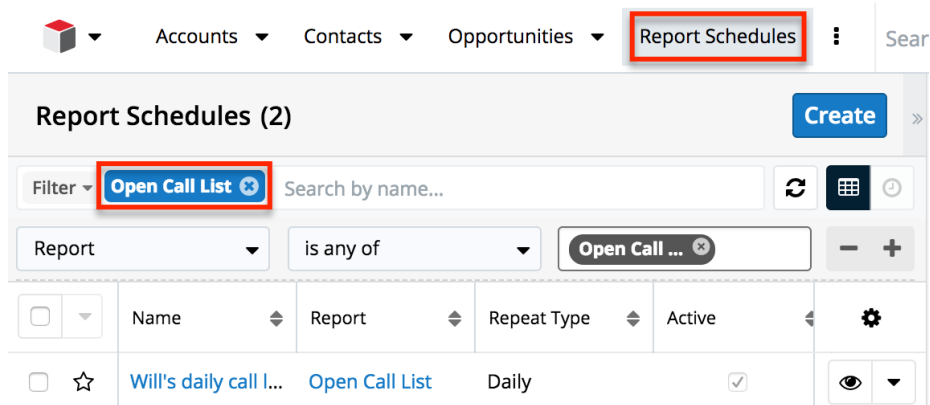 Accounts Contacts Opportunities Report Schedules Sear
Report Schedules (2) Create »
Filter Open Call List Search by name...
Report is any of Open Call ...
Name Report Repeat Type Active
Will's daily call l... Open Call List Daily